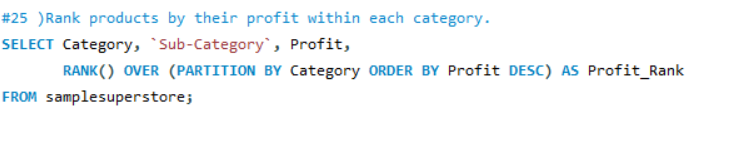 #25 )Rank products by their profit within each category.
SELECT Category, `Sub-Category`, Profit,
RANK() OVER (PARTITION BY Category ORDER BY Profit DESC) AS Profit_Rank
FROM samplesuperstore;